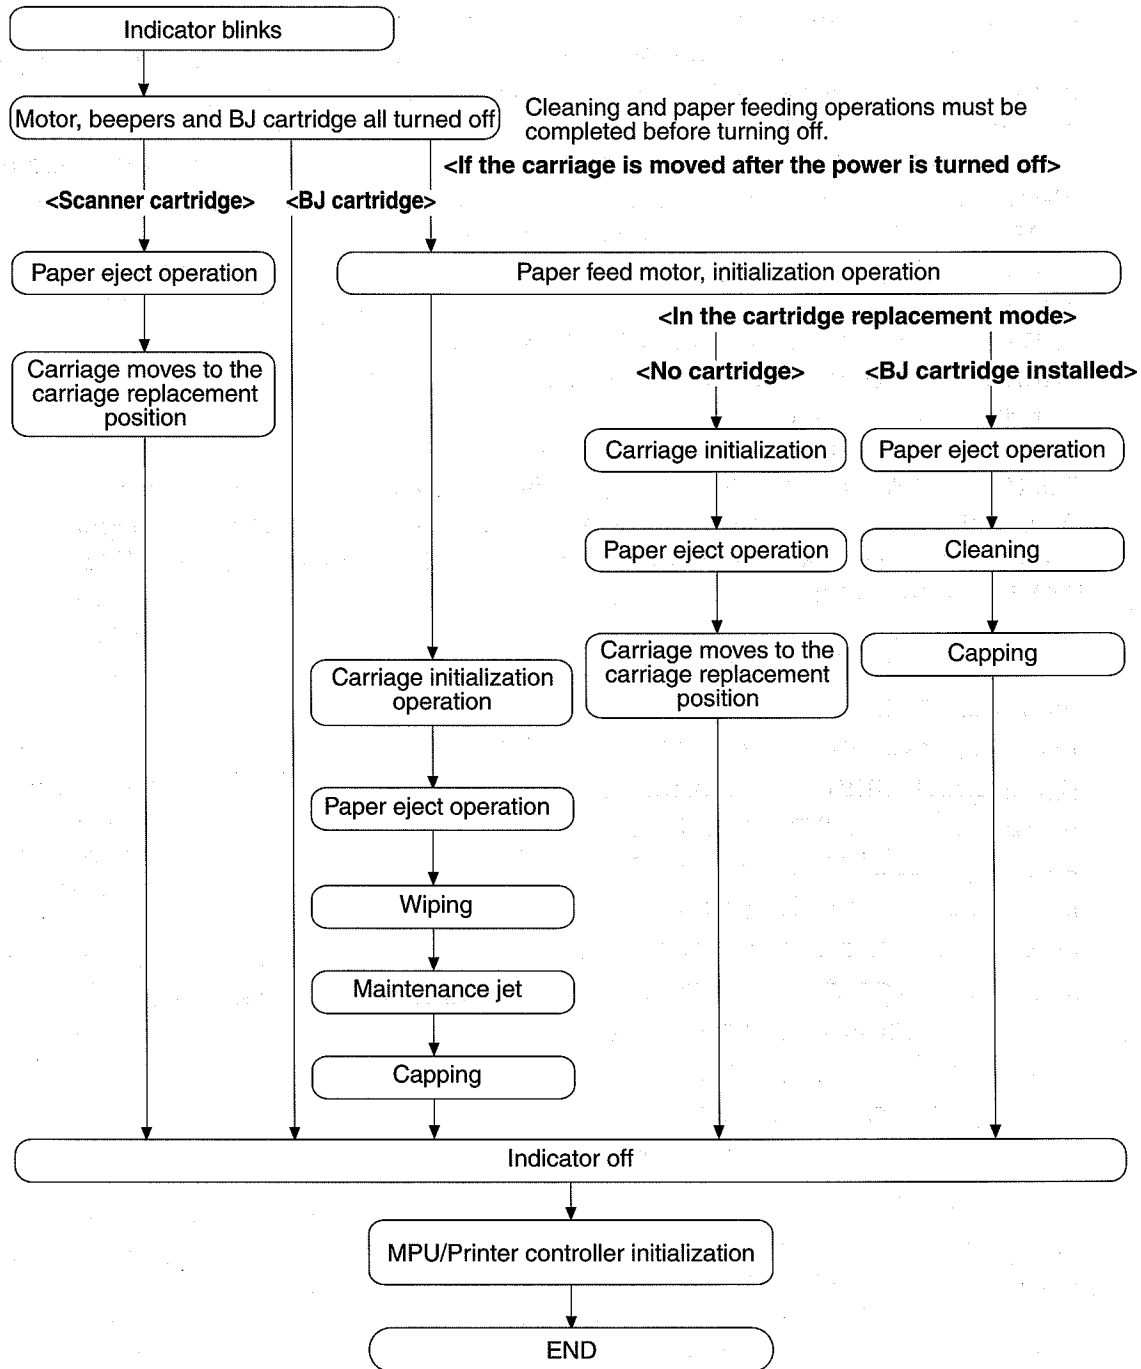 Indicator blinks
Motor, beepers and BJ cartridge all turned off
Cleaning and paper feeding operations must be
completed before turning off.
<If the carriage is moved after the power is turned off>
<Scanner cartridge>
<BJ cartridge>
Paper eject operation
Paper feed motor, initialization operation
<In the cartridge replacement mode>
<No cartridge>
<BJ cartridge installed>
Carriage moves to the
carriage replacement
position
Carriage initialization
Paper eject operation
Paper eject operation
Cleaning
Carriage moves to the
carriage replacement
position
Capping
Carriage initialization
operation
Paper eject operation
Wiping
Maintenance jet
Capping
Indicator off
MPU/Printer controller initialization
END